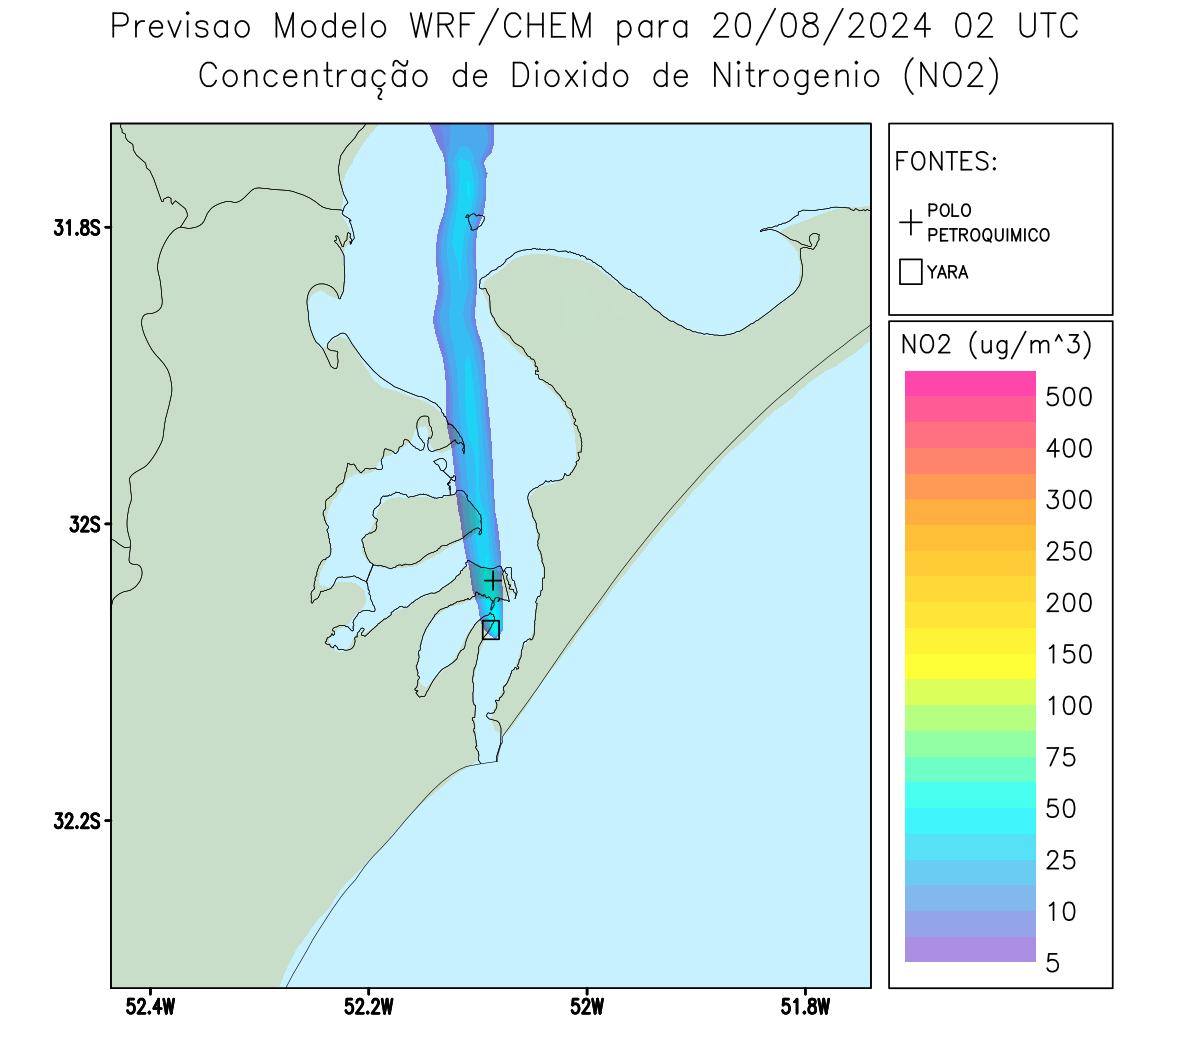 Previsao Modelo WRF/CHEM para 20/08/2024 02 UTC
Concentração de Dioxido de Nitrogenio (NO2)
FONTES:
POLO
PETROQUIMICO
YARA
31.8S
32S
32.2S
52.4W
52.2W
52W
51.8W
NO2 (ug/m^3)
500
400
300
250
200
150
100
75
50
25
10
5